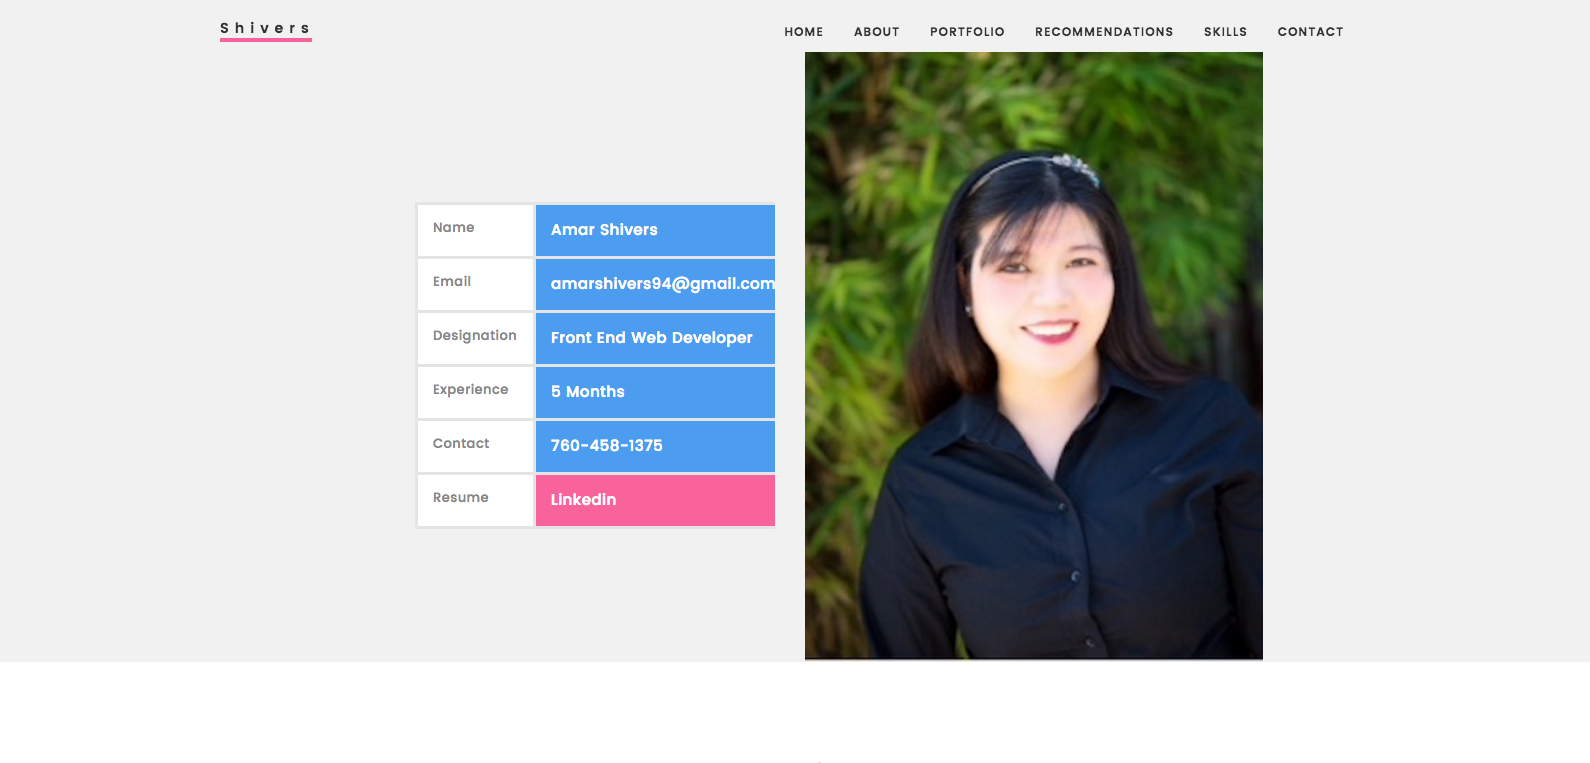 Shivers
HOME ABOUT PORTFOLIO RECOMMENDATIONS SKILLS CONTACT
Name Amar Shivers
Email amarshivers94@gmail.com
Designation Front End Web Developer
Experience 5 Months
Contact 760-458-1375
Resume Linkedin